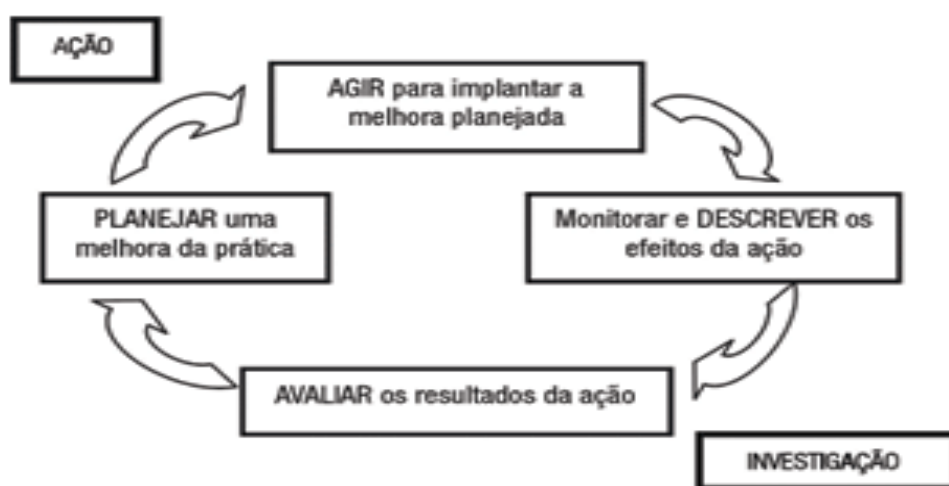 AÇÃO
AGIR para implantar a
melhora planejada
PLANEJAR uma
melhora da prática
Monitorar e DESCREVER os
efeitos da ação
AVALIAR os resultados da ação
INVESTIGAÇÃO